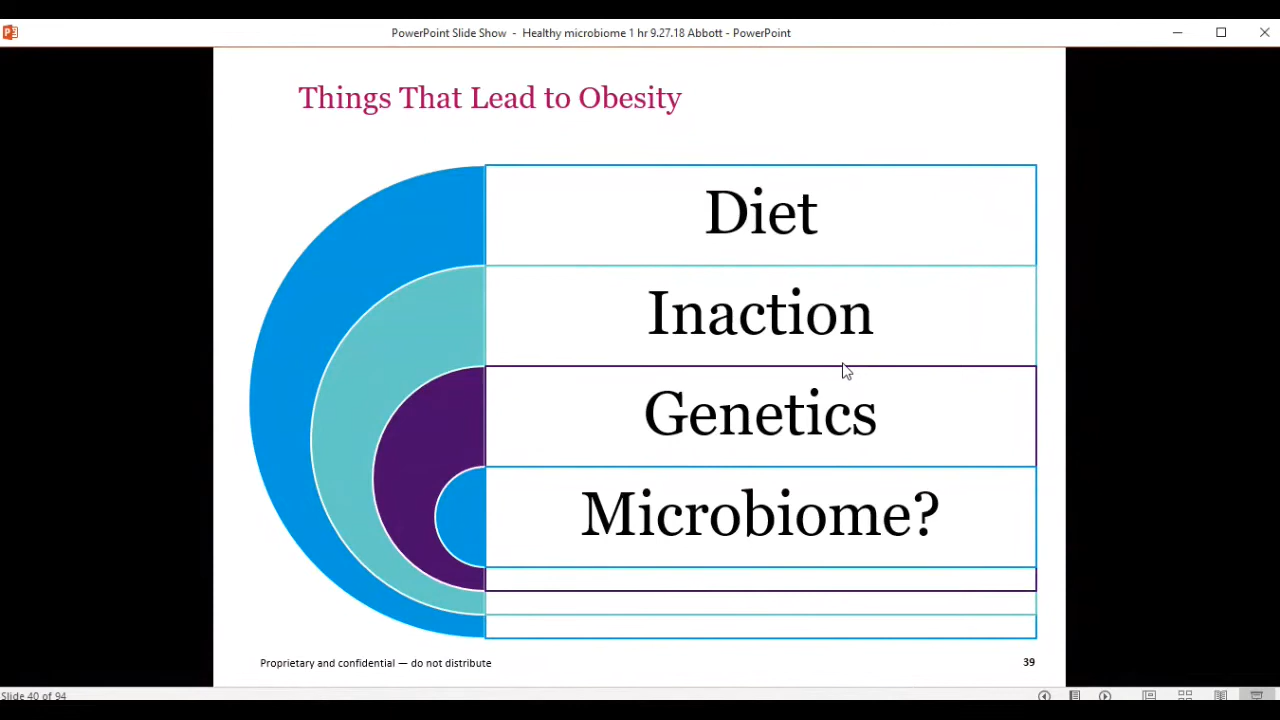 PowerPoint Slide Show - Healthy microbiome 1 hr 9.27.18 Abbott - PowerPoint
Things That Lead to Obesity
Diet
Inaction
Genetics
Microbiome?
Proprietary and confidential — do not distribute
39
Slide 40 of 94